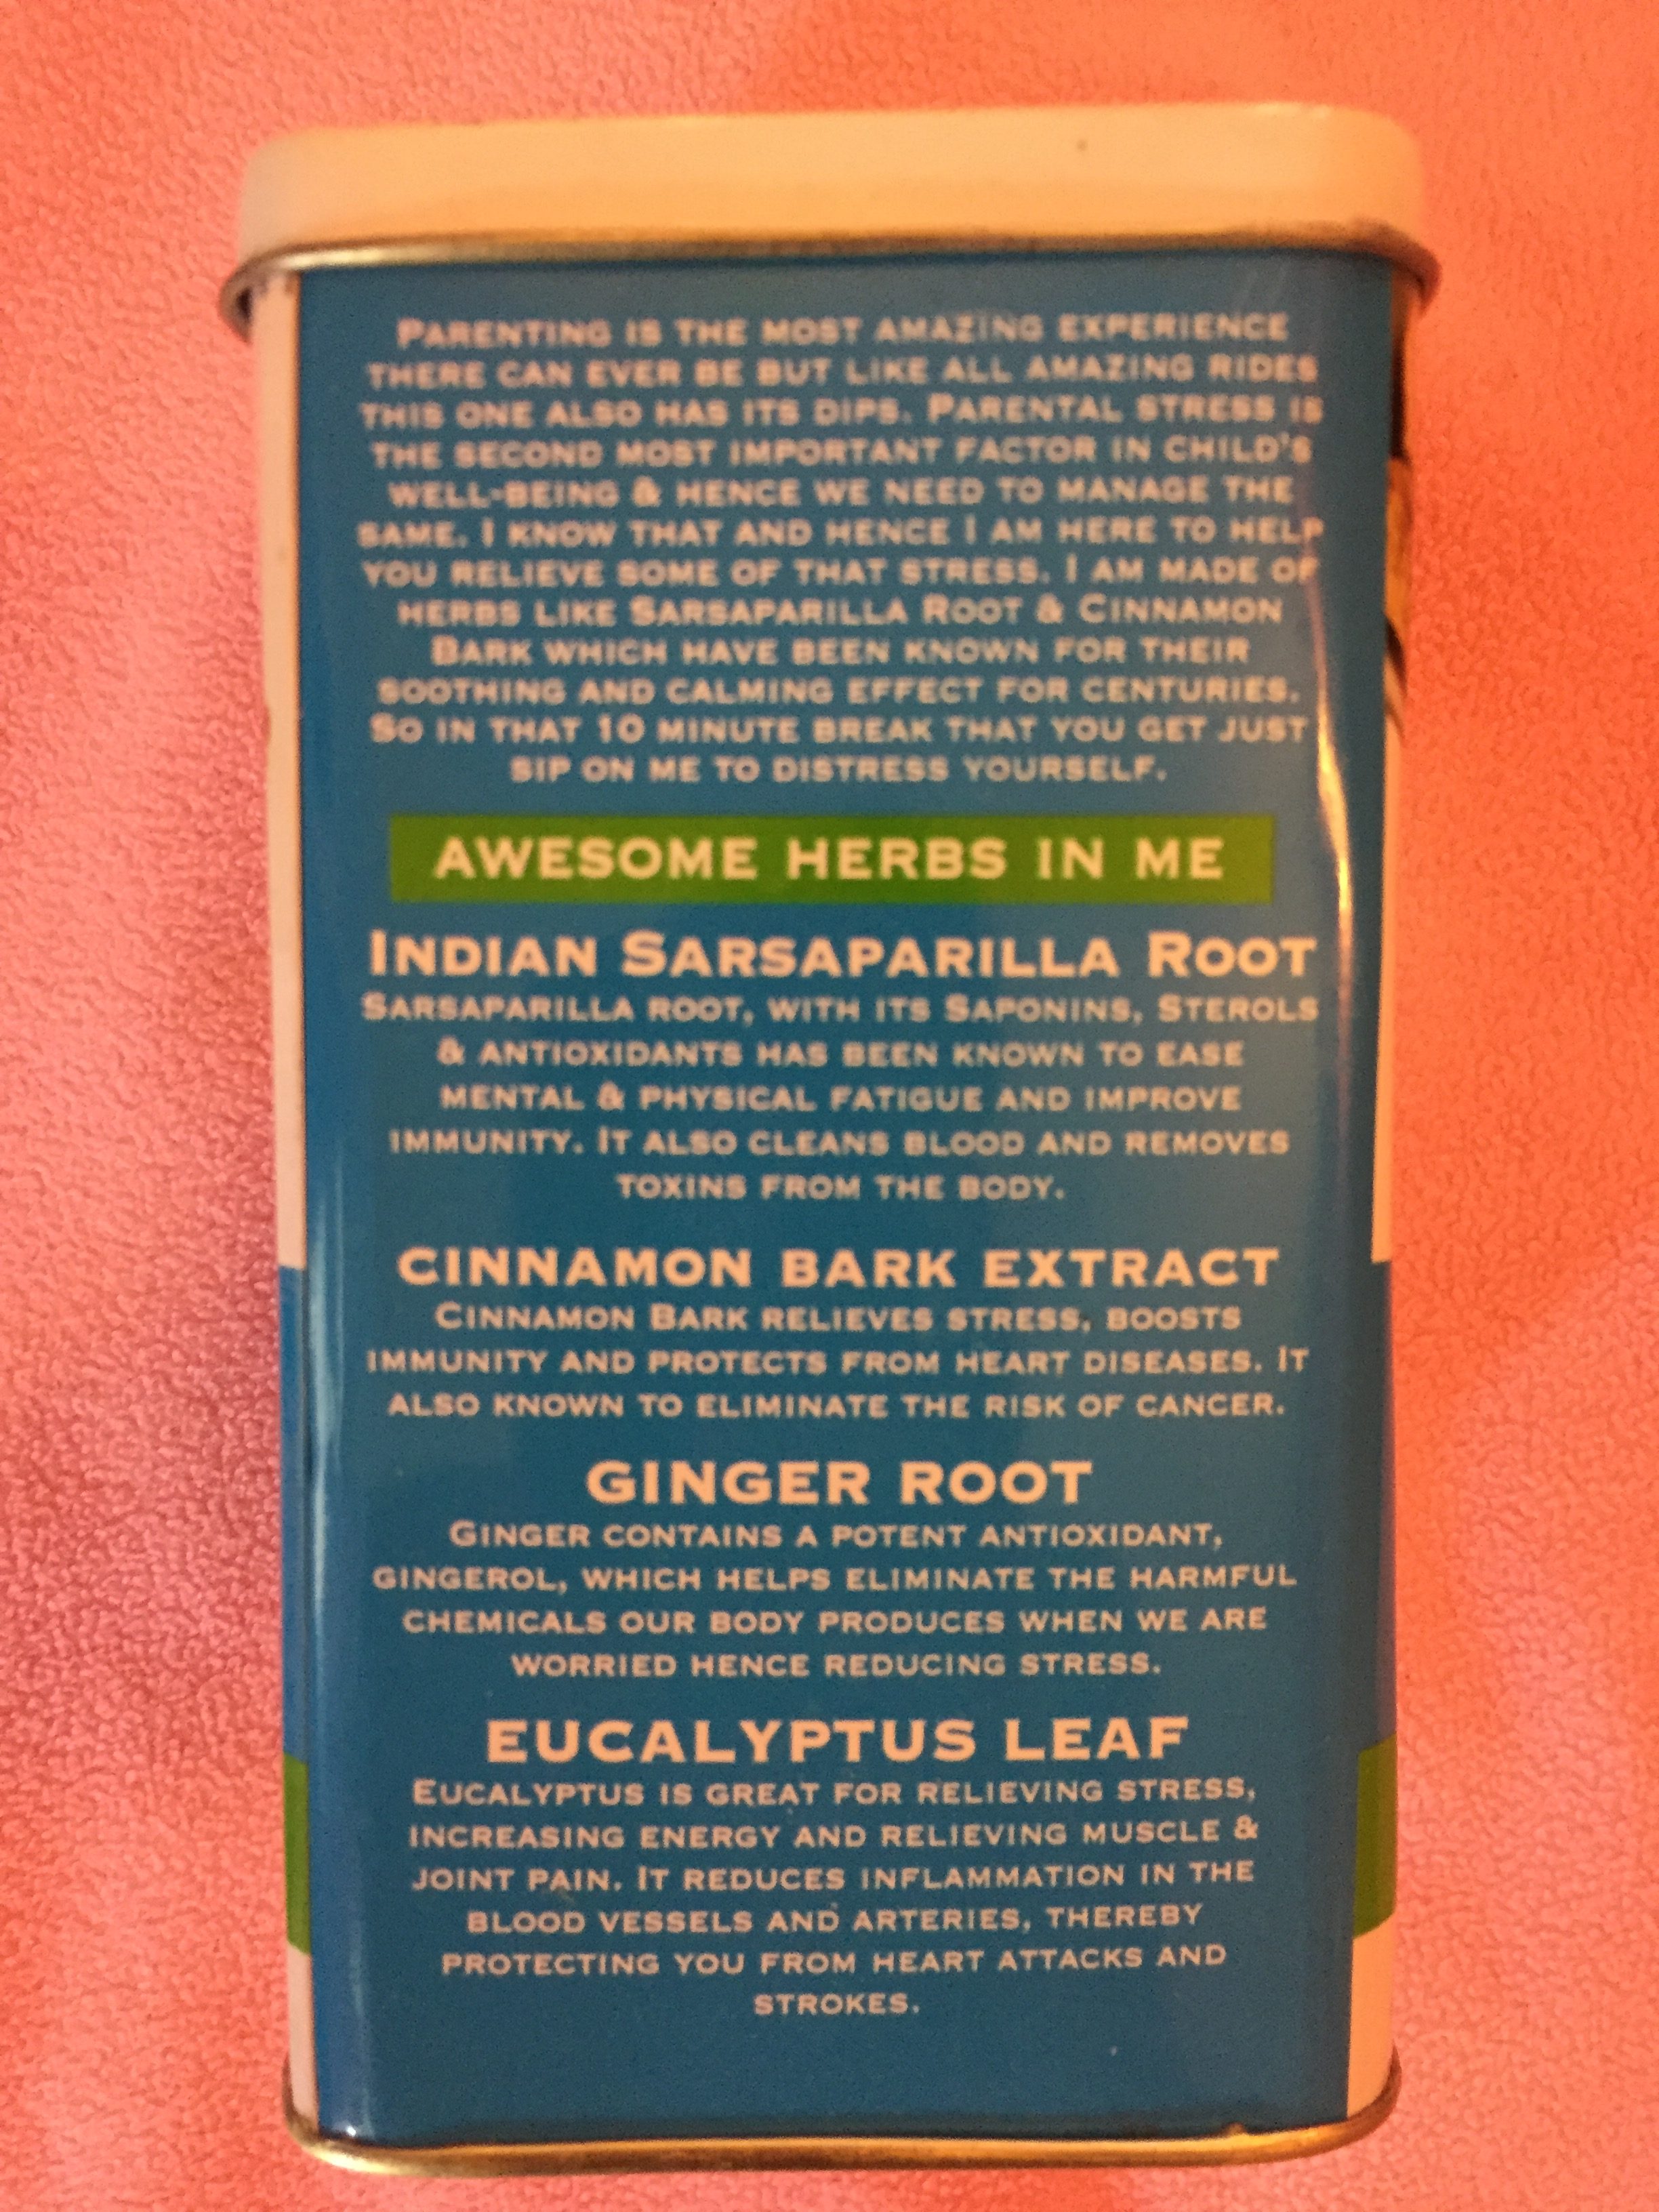 PARENTING IS THE MOST AMAZING EXPERIENCE
THERE CAN EVER BE BUT LIKE ALL AMAZING RIDES
THIS ONE ALSO HAS ITS DIPS. PARENTAL STRESS IS
THE SECOND MOST IMPORTANT FACTOR IN CHILD'S
WELL-BEING & HENCE WE NEED TO MANAGE THE
SAME. I KNOW THAT AND HENCE I AM HERE TO HELP
YOU RELIEVE SOME OF THAT STRESS. I AM MADE OF
HERBS LIKE SARSAPARILLA ROOT & CINNAMON
BARK WHICH HAVE BEEN KNOWN FOR THEIR
SOOTHING AND CALMING EFFECT FOR CENTURIES.
SO IN THAT 10 MINUTE BREAK THAT YOU GET JUST
SIP ON ME TO DISTRESS YOURSELF.
AWESOME HERBS IN ME
INDIAN SARSAPARILLA ROOT
SARSAPARILLA ROOT, WITH ITS SAPONINS, STEROLS
& ANTIOXIDANTS HAS BEEN KNOWN TO EASE
MENTAL & PHYSICAL FATIGUE AND IMPROVE
IMMUNITY. IT ALSO CLEANS BLOOD AND REMOVES
TOXINS FROM THE BODY.
CINNAMON BARK EXTRACT
CINNAMON BARK RELIEVES STRESS, BOOSTS
IMMUNITY AND PROTECTS FROM HEART DISEASES. IT
ALSO KNOWN TO ELIMINATE THE RISK OF CANCER.
GINGER ROOT
GINGER CONTAINS A POTENT ANTIOXIDANT,
GINGEROL, WHICH HELPS ELIMINATE THE HARMFUL
CHEMICALS OUR BODY PRODUCES WHEN WE ARE
WORRIED HENCE REDUCING STRESS.
EUCALYPTUS LEAF
EUCALYPTUS IS GREAT FOR RELIEVING STRESS,
INCREASING ENERGY AND RELIEVING MUSCLE &
JOINT PAIN. IT REDUCES INFLAMMATION IN THE
BLOOD VESSELS AND ARTERIES, THEREBY
PROTECTING YOU FROM HEART ATTACKS AND
STROKES.